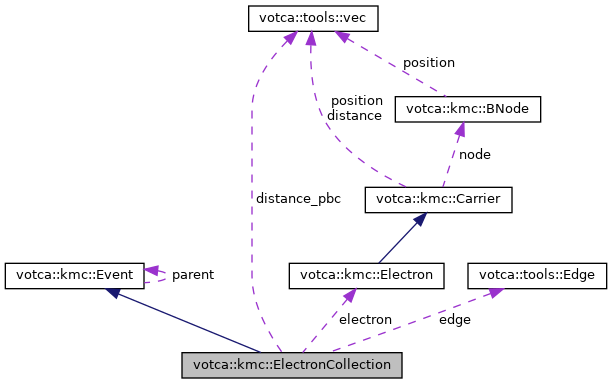 votca::tools::vec
position
votca::kmc::BNode
position
distance
node
distance_pbc
votca::kmc::Carrier
votca::kmc::Event
parent
votca::kmc::Electron
votca::tools::Edge
electron
edge
votca::kmc::ElectronCollection